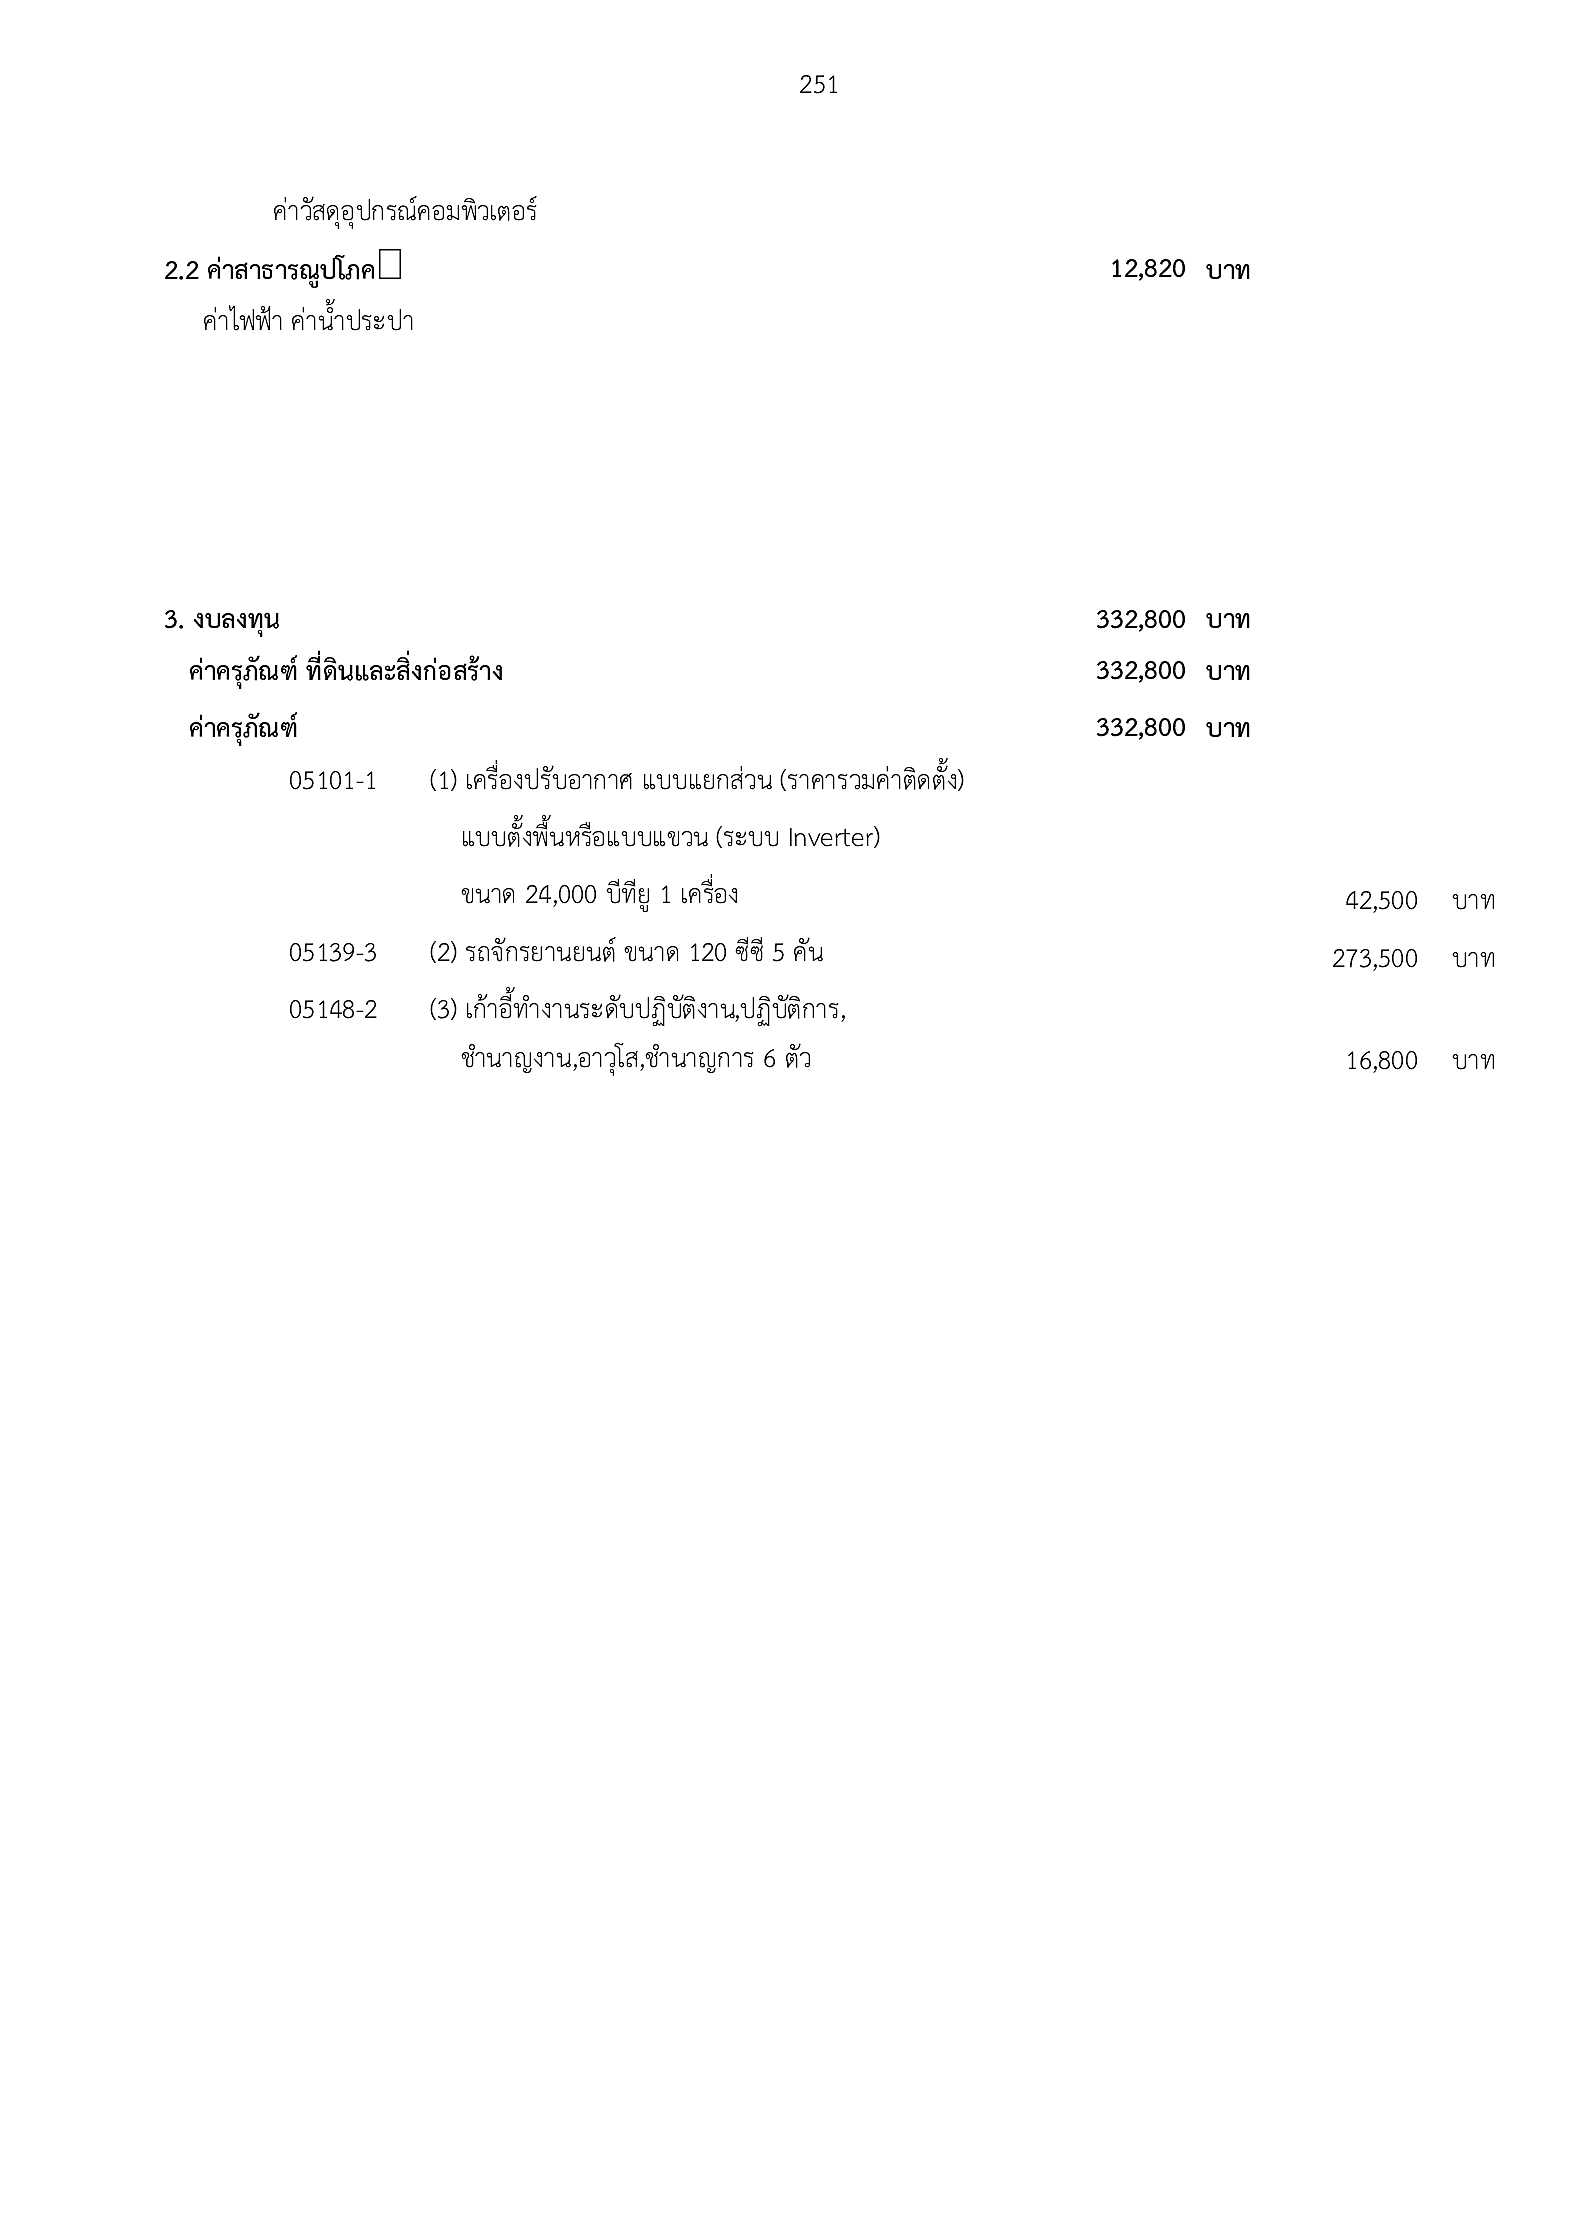 251
ค่าวัสดุอุปกรณ์คอมพิวเตอร์
2.2 ค่าสาธารณูปโภค 12,820 บาท
ค่าไฟฟ้า ค่าน้ำประปา
3. งบลงทุน 332,800 บาท
ค่าครุภัณฑ์ ที่ดินและสิ่งก่อสร้าง 332,800 บาท
ค่าครุภัณฑ์ 332,800 บาท
05101-1 (1) เครื่องปรับอากาศ แบบแยกส่วน (ราคารวมค่าติดตั้ง)
แบบตั้งพื้นหรือแบบแขวน (ระบบ Inverter)
ขนาด 24,000 บีทียู 1 เครื่อง 42,500 บาท
05139-3 (2) รถจักรยานยนต์ ขนาด 120 ซีซี 5 คัน 273,500 บาท
05148-2 (3) เก้าอี้ทำงานระดับปฏิบัติงาน,ปฏิบัติการ,
ชำนาญงาน,อาวุโส,ชำนาญการ 6 ตัว 16,800 บาท